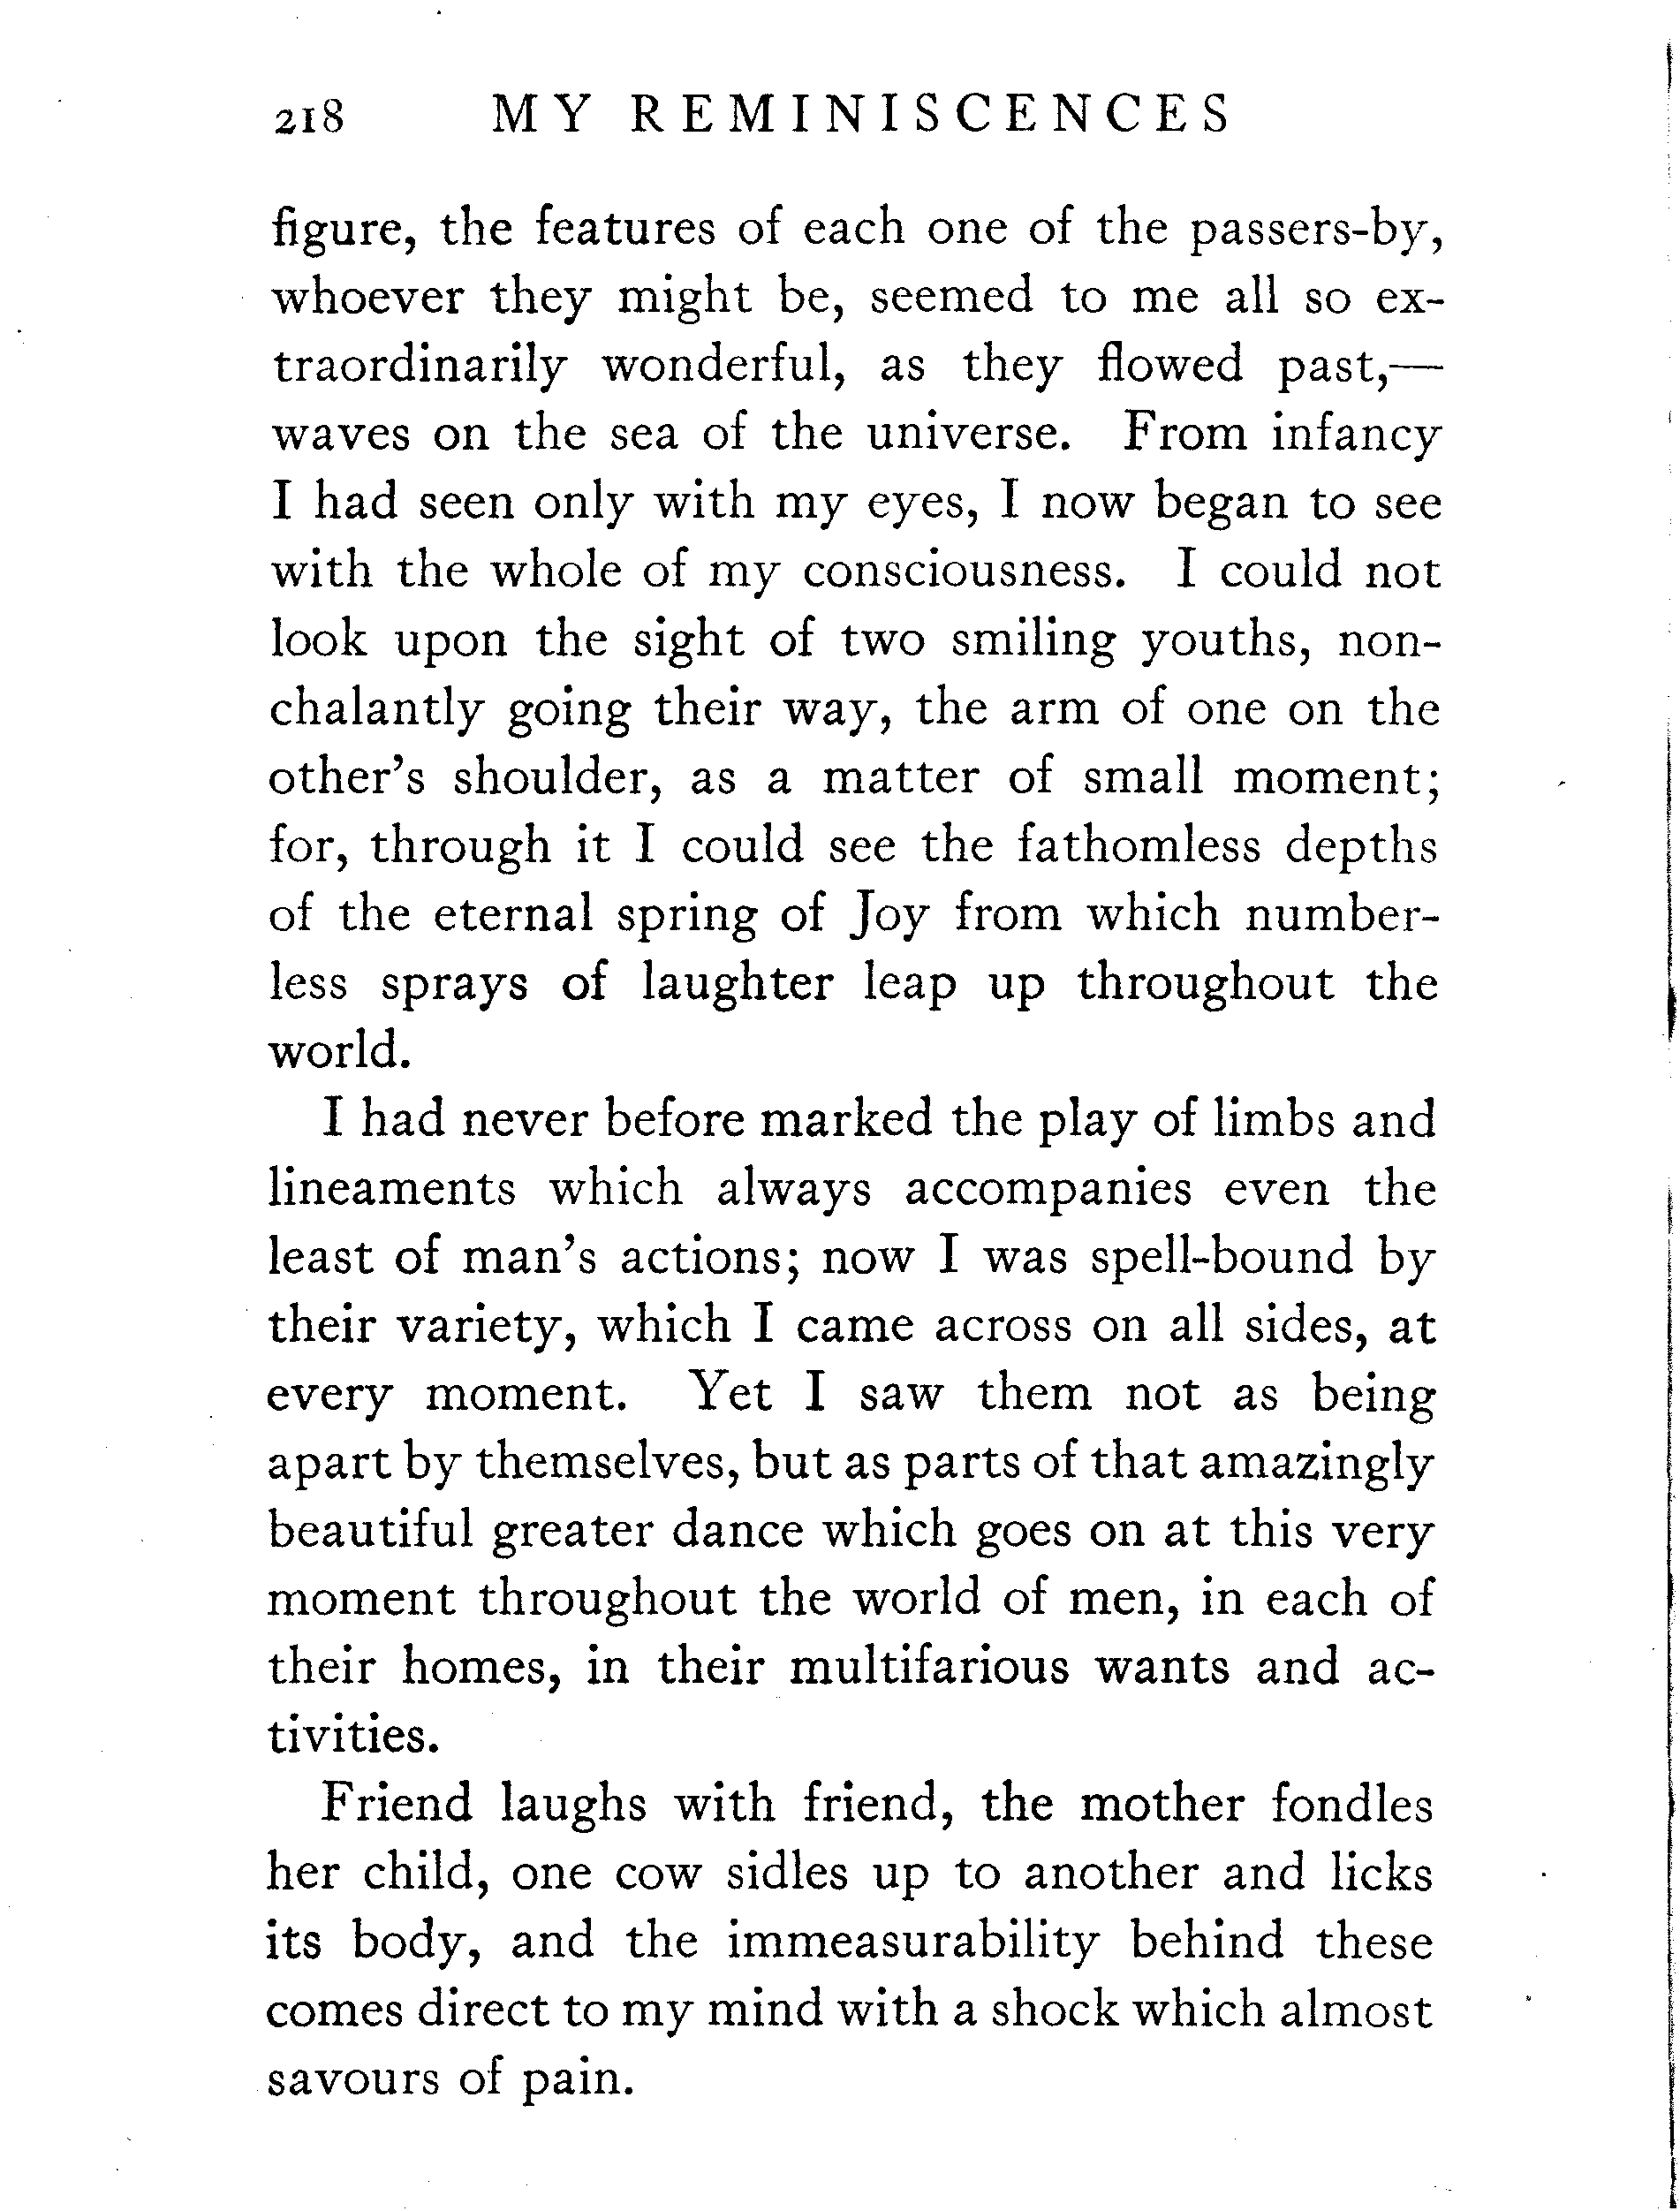 218 MY REMINISCENCES
figure, the features of each one of the passers-by,
whoever they might be, seemed to me all so ex-
traordinarily wonderful, as they flowed past,—
waves on the sea of the universe. From infancy
I had seen only with my eyes, I now began to see
with the whole of my consciousness. I could not
look upon the sight of two smiling youths, non-
chalantly going their way, the arm of one on the
other's shoulder, as a matter of small moment;
for, through it I could see the fathomless depths
of the eternal spring of Joy from which number-
less sprays of laughter leap up throughout the
world.
I had never before marked the play of limbs and
lineaments which always accompanies even the
least of man's actions; now I was spell-bound by
their variety, which I came across on all sides, at
every moment. Yet I saw them not as being
apart by themselves, but as parts of that amazingly
beautiful greater dance which goes on at this very
moment throughout the world of men, in each of
their homes, in their multifarious wants and ac-
tivities.
Friend laughs with friend, the mother fondles
her child, one cow sidles up to another and licks
its body, and the immeasurability behind these
comes direct to my mind with a shock which almost
savours of pain.